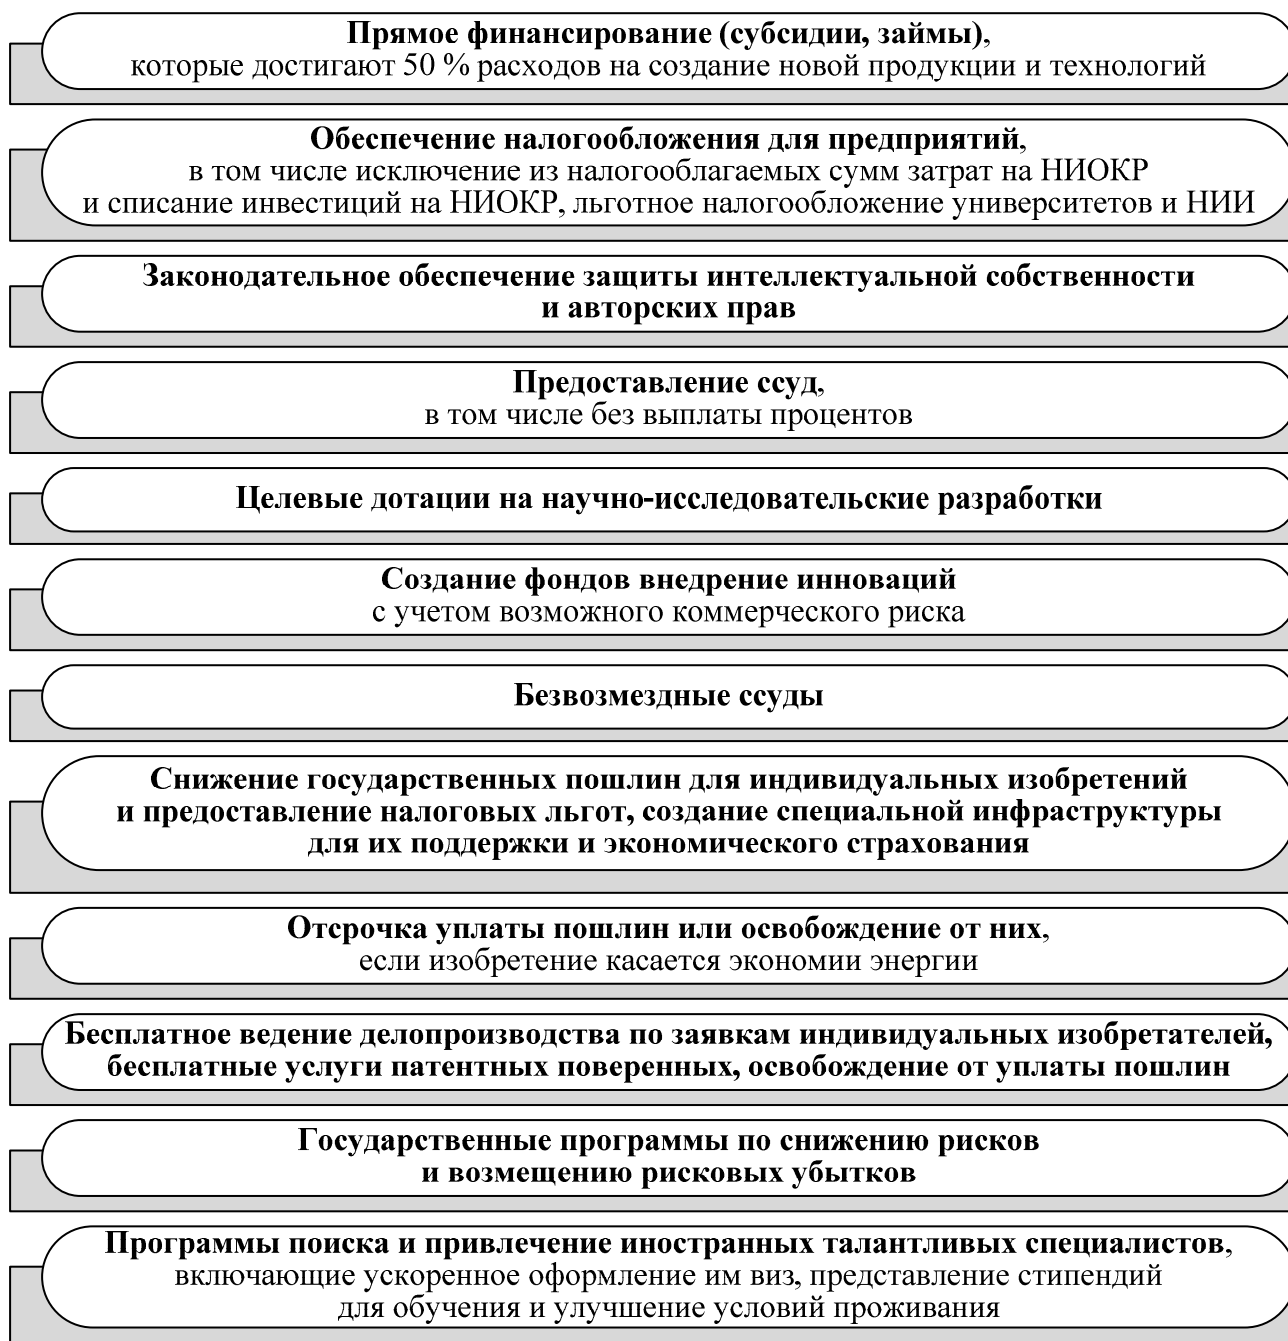 Прямое финансирование (субсидии, займы),
которые достигают 50 % расходов на создание новой продукции и технологий
Обеспечение налогообложения для предприятий,
в том числе исключение из налогооблагаемых сумм затрат на НИОКР
и списание инвестиций на НИОКР, льготное налогообложение университетов и НИИ
Законодательное обеспечение защиты интеллектуальной собственности
и авторских прав
Предоставление ссуд,
в том числе без выплаты процентов
Целевые дотации на научно-исследовательские разработки
Создание фондов внедрение инноваций
с учетом возможного коммерческого риска
Безвозмездные ссуды
Снижение государственных пошлин для индивидуальных изобретений
и предоставление налоговых льгот, создание специальной инфраструктуры
для их поддержки и экономического страхования
Отсрочка уплаты пошлин или освобождение от них,
если изобретение касается экономии энергии
Бесплатное ведение делопроизводства по заявкам индивидуальных изобретателей,
бесплатные услуги патентных поверенных, освобождение от уплаты пошлин
Государственные программы по снижению рисков
и возмещению рисковых убытков
Программы поиска и привлечение иностранных талантливых специалистов,
включающие ускоренное оформление им виз, представление стипендий
для обучения и улучшение условий проживания